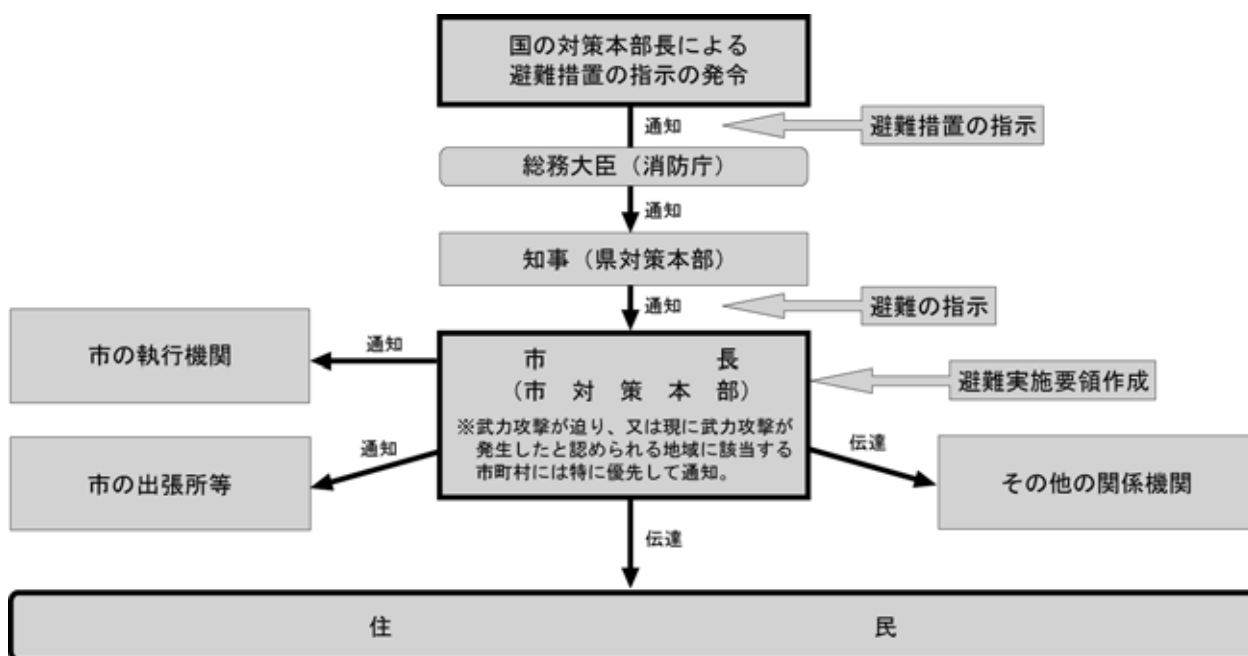 国の対策本部長による
避難措置の指示の発令
通知
避難措置の指示
総務大臣（消防庁）
通知
知事（県対策本部）
通知
避難の指示
市の執行機関
通知
市長
（市対策本部）
※武力攻撃が迫り、又は現に武力攻撃が
発生したと認められる地域に該当する
市町村には特に優先して通知。
避難実施要領作成
市の出張所等
通知
伝達
その他の関係機関
伝達
住民